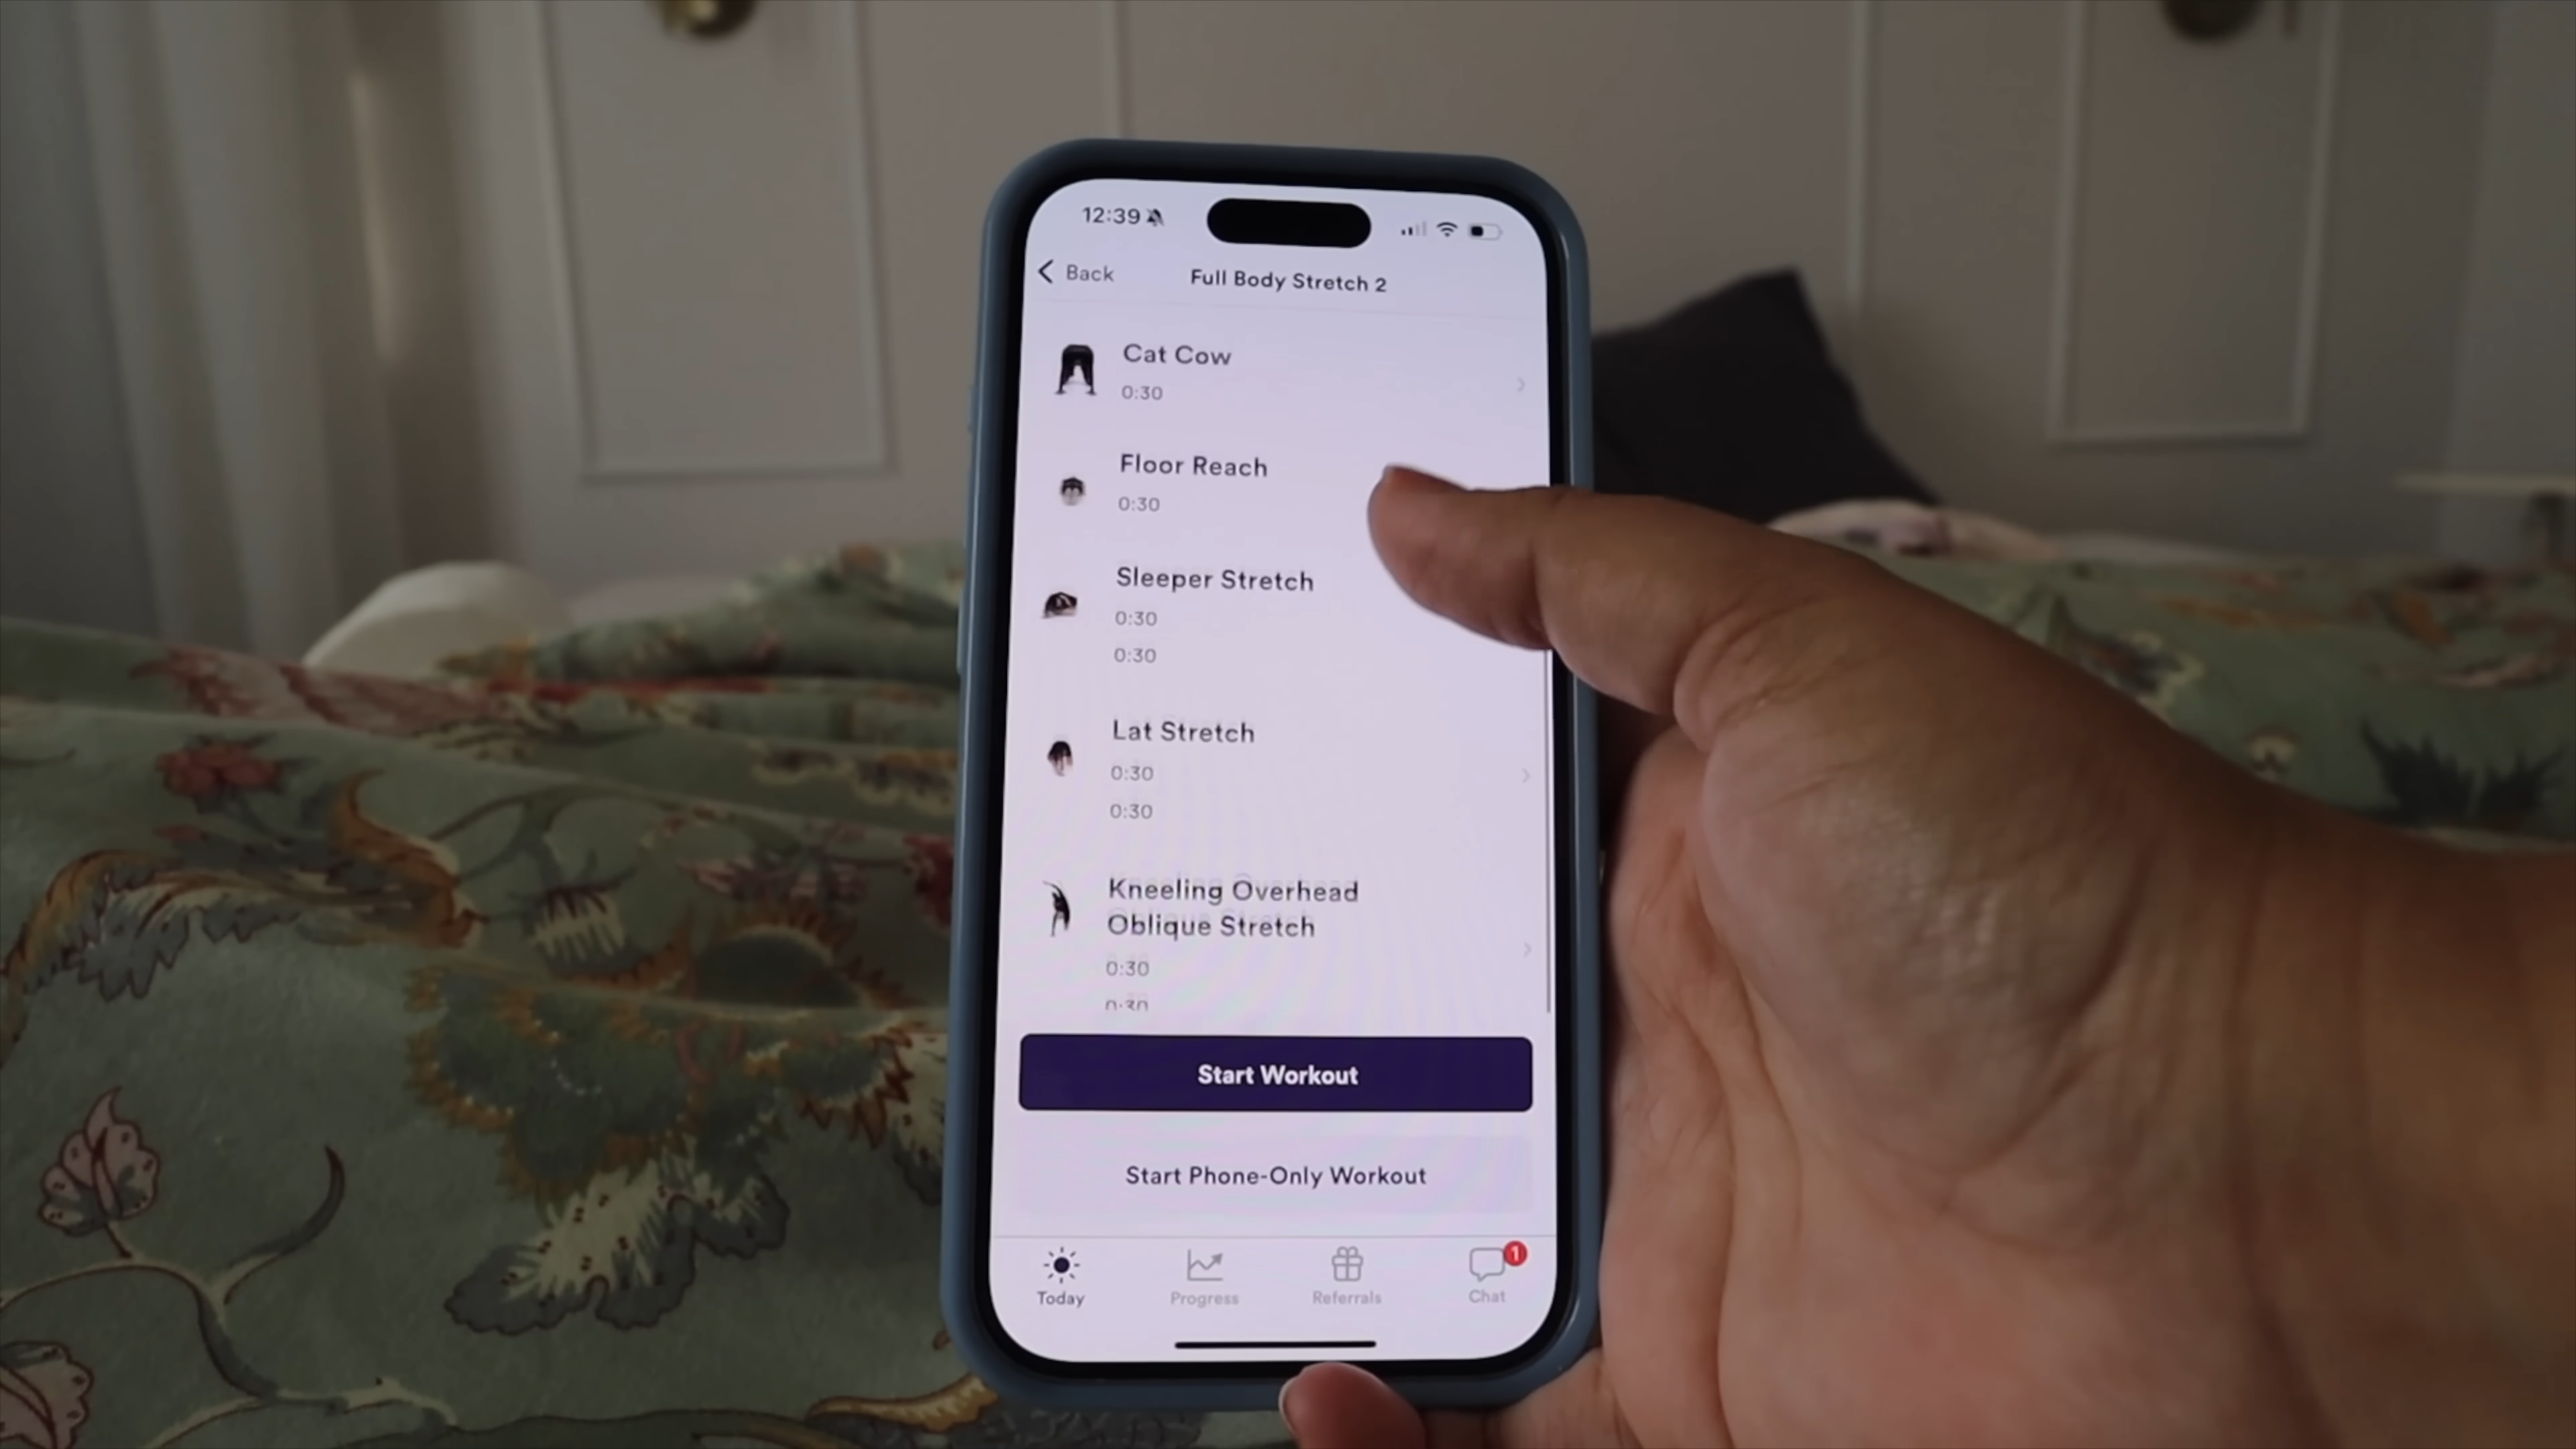 12:39
Back
Full Body Stretch 2
Cat Cow
0:30
Floor Reach
0:30
Sleeper Stretch
0:30
0:30
Lat Stretch
0:30
0:30
Kneeling Overhead
Oblique Stretch
0:30
0:30
Start Workout
Start Phone-Only Workout
1
Today
Progress
Referrals
Chat